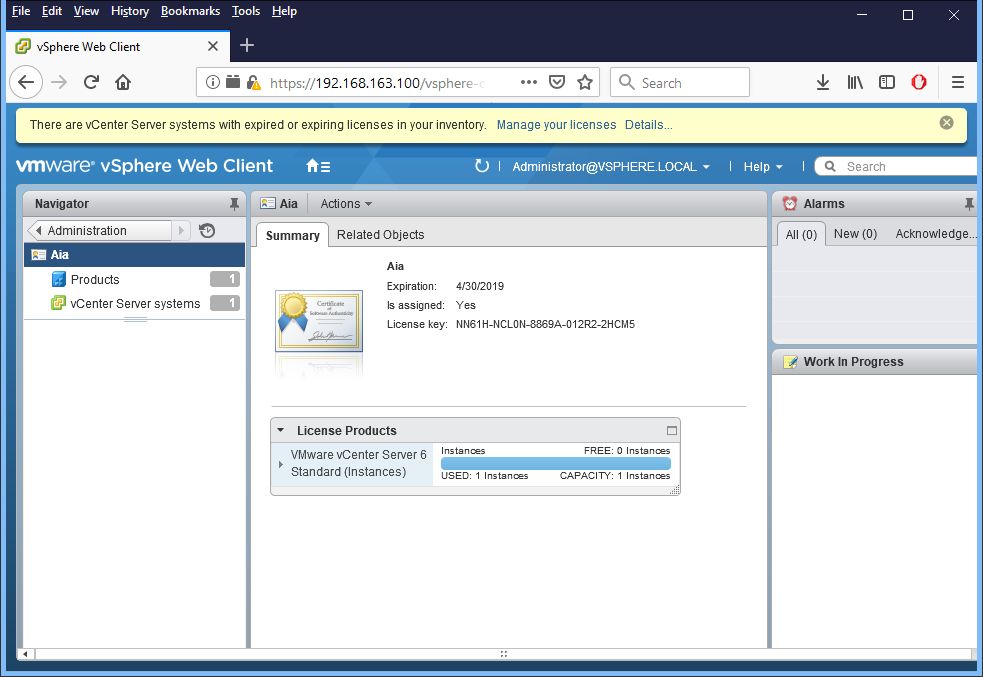 File Edit View History Bookmarks Tools Help
vSphere Web Client
https://192.168.163.100/vsphere-c
Search
There are vCenter Server systems with expired or expiring licenses in your inventory. Manage your licenses Details...
vmware® vSphere Web Client
Administrator@VSPHERE.LOCAL
Help
Search
Navigator
Administration
Aia
Products 1
vCenter Server systems 1
Aia Actions
Summary Related Objects
Certificate
of
Software Authenticity
Aia
Expiration: 4/30/2019
Is assigned: Yes
License key: NN61H-NCL0N-8869A-012R2-2HCM5
License Products
VMware vCenter Server 6
Standard (Instances)
Instances FREE: 0 Instances
USED: 1 Instances CAPACITY: 1 Instances
Alarms
All (0) New (0) Acknowledge...
Work In Progress